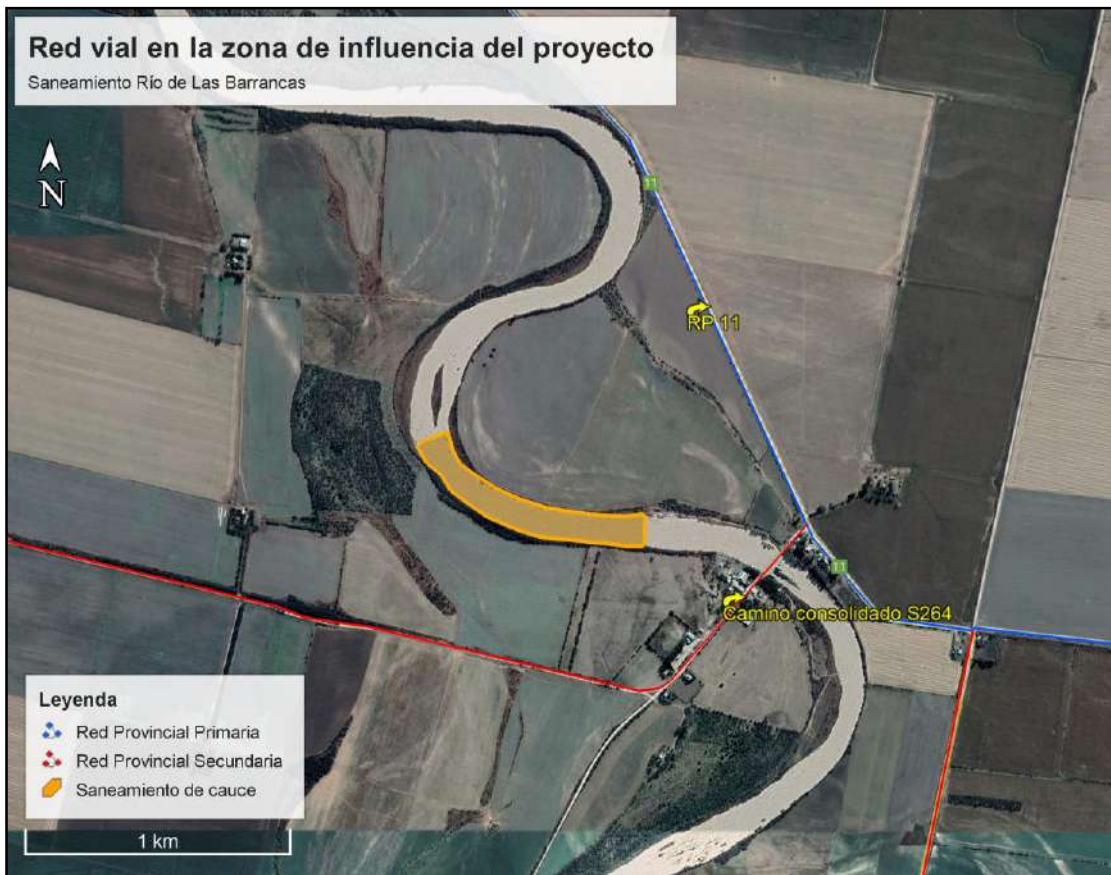 Red vial en la zona de influencia del proyecto
Saneamiento Río de Las Barrancas
N
11
RP 11
11
Camino consolidado S264
Leyenda
Red Provincial Primaria
Red Provincial Secundaria
Saneamiento de cauce
1 km